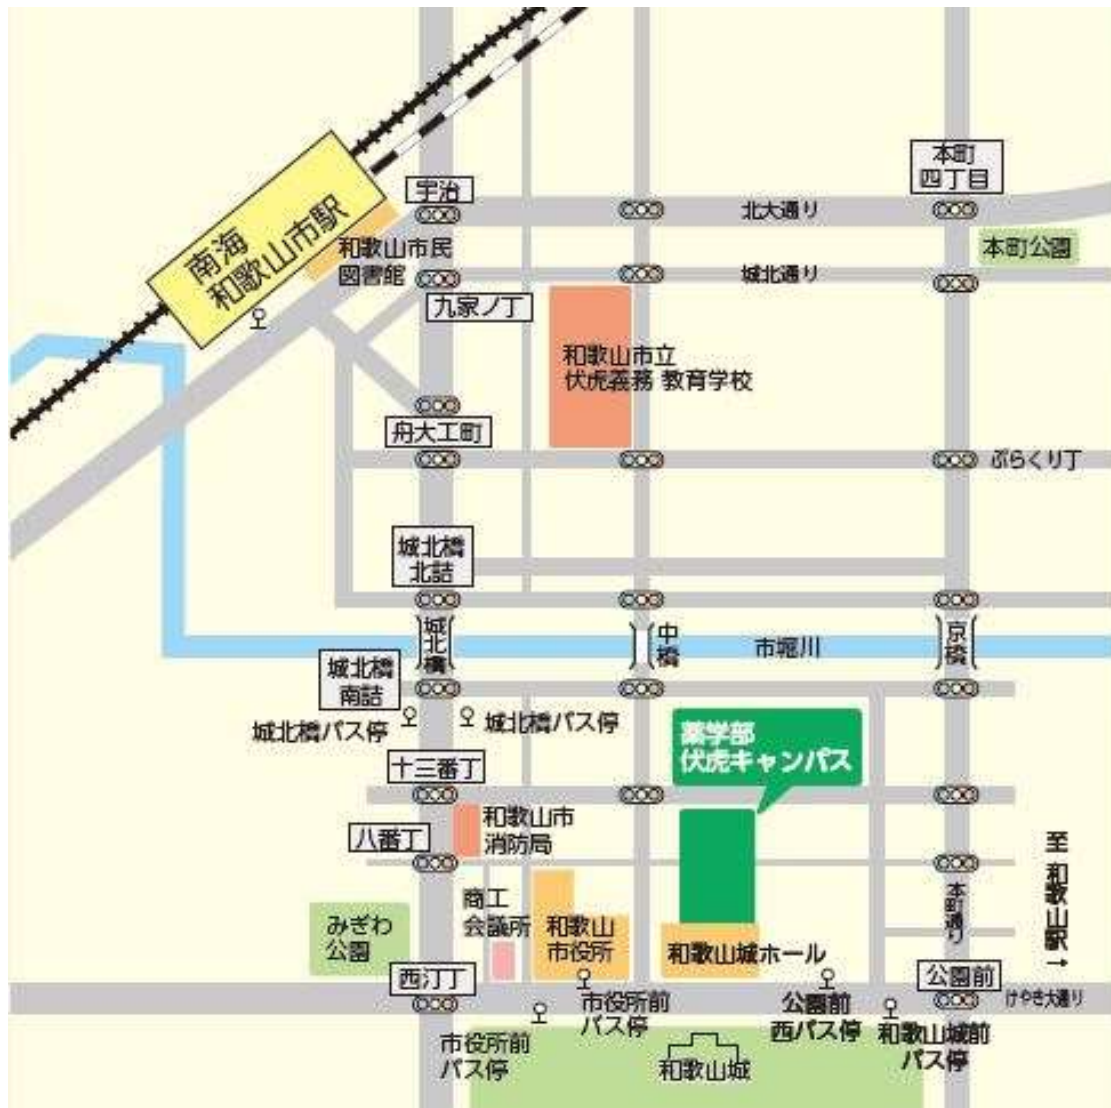 本町
四丁目
宇治
北大通り
南海
和歌山市駅
和歌山市民
図書館
本町公園
城北通り
九家ノ丁
和歌山市立
伏虎義務 教育学校
舟大工町
ぶらくり丁
城北橋
北詰
城北橋
中橋
京橋
市堀川
城北橋
南詰
城北橋バス停
城北橋バス停
薬学部
伏虎キャンパス
十三番丁
和歌山市
消防局
八番丁
至 和歌山駅→
本町通り
商工
会議所
みぎわ
公園
和歌山
市役所
和歌山城ホール
西汀丁
公園前
けやき大通り
市役所前
バス停
公園前
西バス停
和歌山城前
バス停
市役所前
バス停
和歌山城